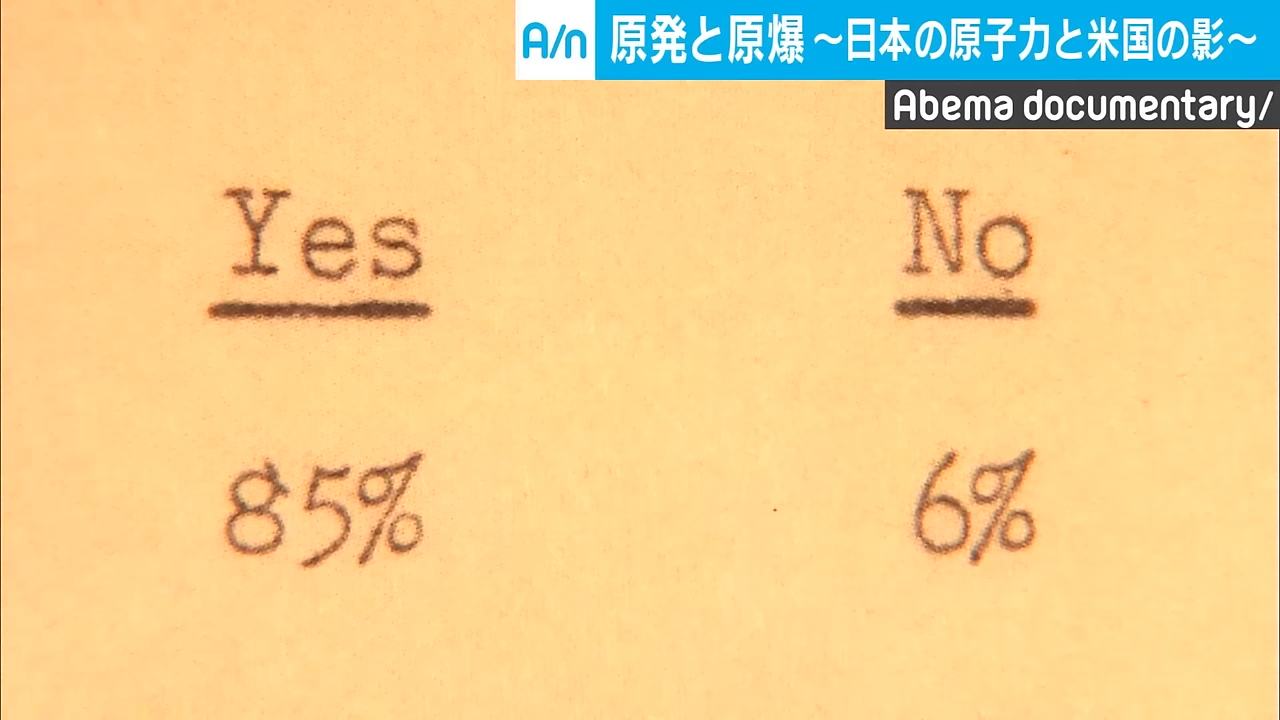 A/n 原発と原爆 ～日本の原子力と米国の影～
Abema documentary/
Yes No
85% 6%